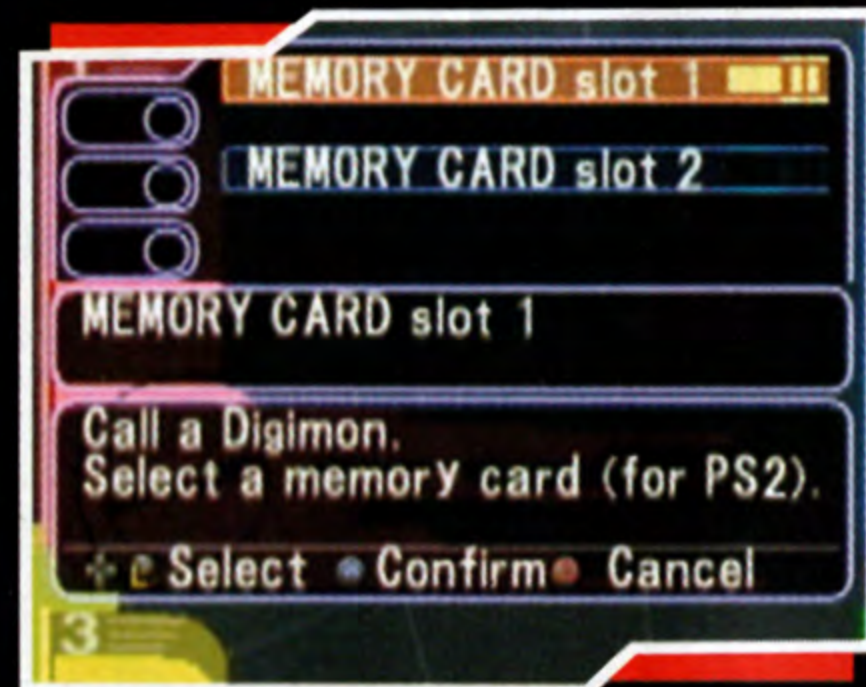 MEMORY CARD slot 1
MEMORY CARD slot 2
MEMORY CARD slot 1
Call a Digimon.
Select a memory card (for PS2).
Select Confirm Cancel
3